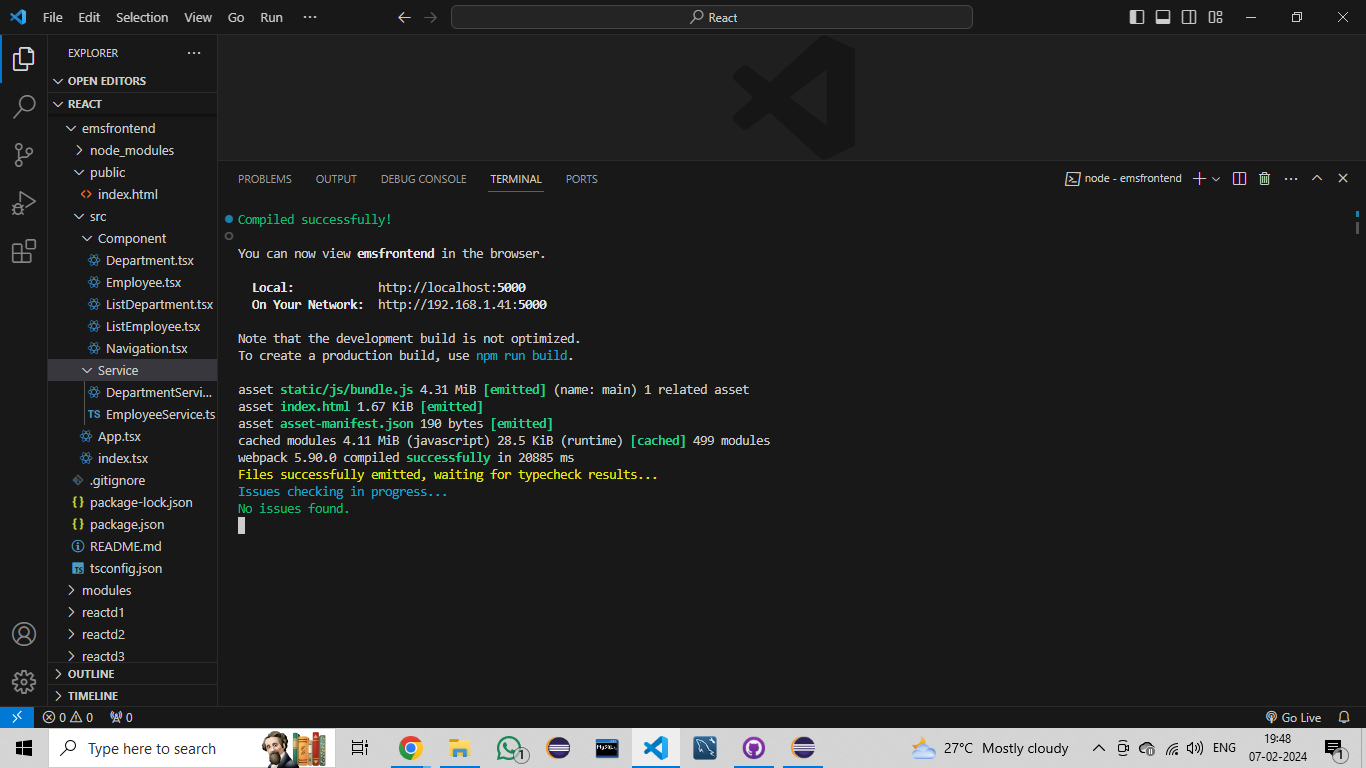 File Edit Selection View Go Run ···
React
EXPLORER ···
OPEN EDITORS
REACT
emsfrontend
node_modules
public
<> index.html
src
Component
Department.tsx
Employee.tsx
ListDepartment.tsx
ListEmployee.tsx
Navigation.tsx
Service
DepartmentServi...
TS EmployeeService.ts
App.tsx
index.tsx
.gitignore
{} package-lock.json
{} package.json
README.md
TS tsconfig.json
modules
reactd1
reactd2
reactd3
OUTLINE
TIMELINE
PROBLEMS OUTPUT DEBUG CONSOLE TERMINAL PORTS
node - emsfrontend
Compiled successfully!
You can now view emsfrontend in the browser.
Local: http://localhost:5000
On Your Network: http://192.168.1.41:5000
Note that the development build is not optimized.
To create a production build, use npm run build.
asset static/js/bundle.js 4.31 MiB [emitted] (name: main) 1 related asset
asset index.html 1.67 KiB [emitted]
asset asset-manifest.json 190 bytes [emitted]
cached modules 4.11 MiB (javascript) 28.5 KiB (runtime) [cached] 499 modules
webpack 5.90.0 compiled successfully in 20885 ms
Files successfully emitted, waiting for typecheck results...
Issues checking in progress...
No issues found.
0 0 0
Go Live
Type here to search
1
MySQL
27°C Mostly cloudy
ENG
19:48
07-02-2024
1